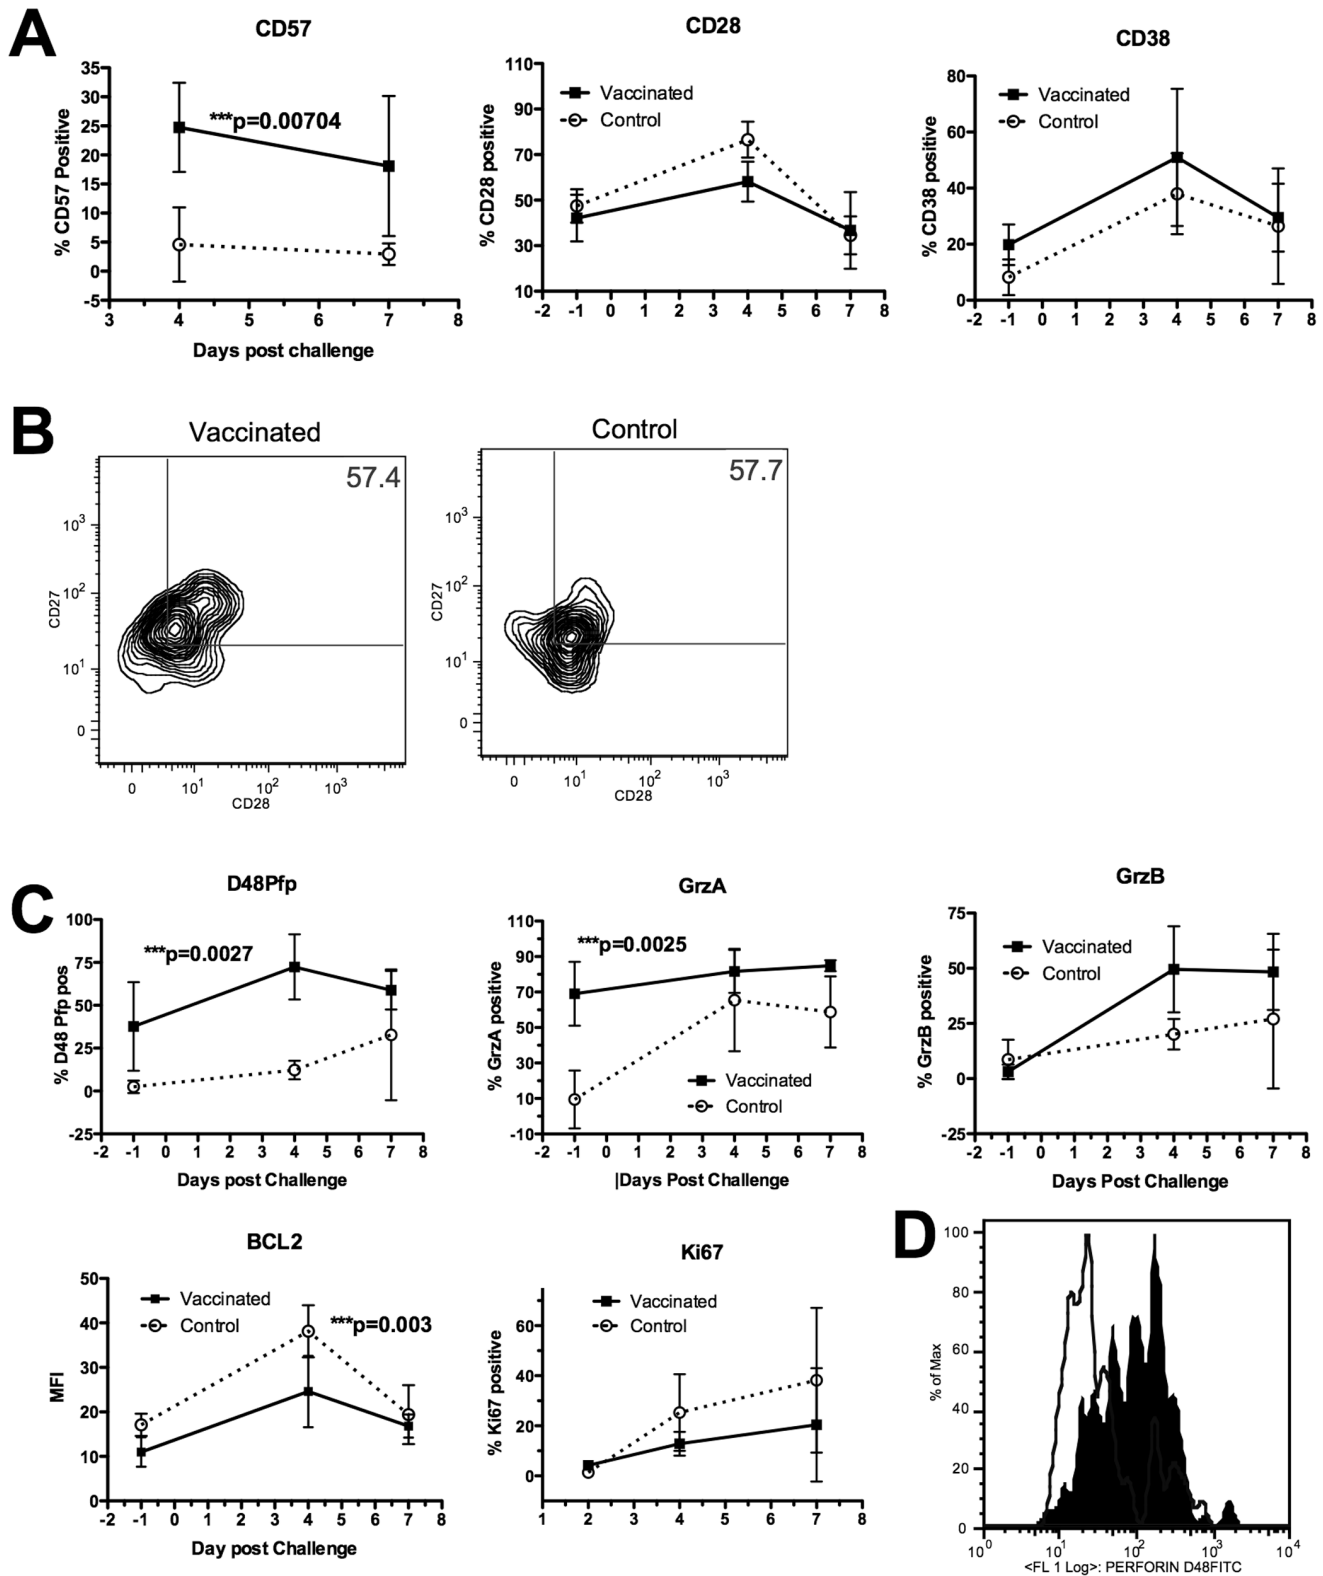 A
CD57
% CD57 Positive
35
30
25
20
15
10
5
0
-5
***p=0.00704
3 4 5 6 7 8
Days post challenge
CD28
% CD28 positive
110
90
70
50
30
10
Vaccinated
Control
-2 -1 0 1 2 3 4 5 6 7 8
CD38
% CD38 positive
80
60
40
20
0
Vaccinated
Control
-2 -1 0 1 2 3 4 5 6 7 8
B
Vaccinated
57.4
CD27
10³
10²
10¹
0
0 10¹ 10² 10³
CD28
Control
57.7
CD27
10³
10²
10¹
0
0 10¹ 10² 10³
CD28
C
D48Pfp
% D48 Pfp pos
100
75
50
25
0
-25
***p=0.0027
-2 -1 0 1 2 3 4 5 6 7 8
Days post Challenge
GrzA
% GrzA positive
110
90
70
50
30
10
-10
***p=0.0025
Vaccinated
Control
-2 -1 0 1 2 3 4 5 6 7 8
|Days Post Challenge
GrzB
% GrzB positive
75
50
25
0
-25
Vaccinated
Control
-2 -1 0 1 2 3 4 5 6 7 8
Days Post Challenge
BCL2
MFI
50
40
30
20
10
0
Vaccinated
Control
***p=0.003
-2 -1 0 1 2 3 4 5 6 7 8
Day post Challenge
Ki67
% Ki67 positive
60
40
20
0
Vaccinated
Control
1 2 3 4 5 6 7 8
D
% of Max
100
80
60
40
20
0
10⁰ 10¹ 10² 10³ 10⁴
<FL 1 Log>: PERFORIN D48FITC